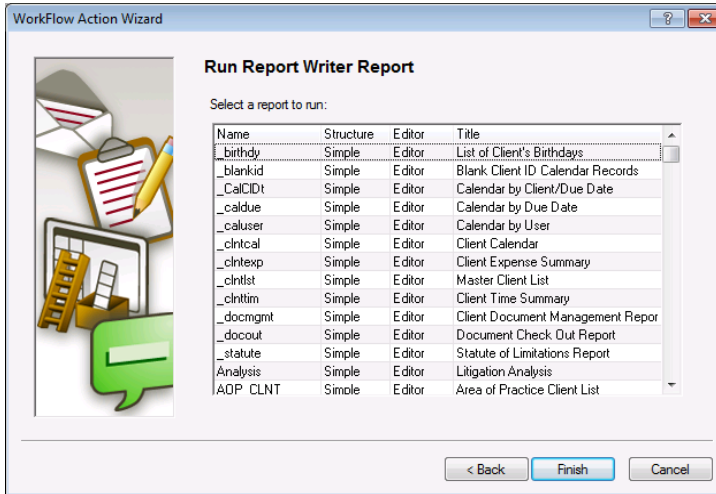 WorkFlow Action Wizard
Run Report Writer Report
Select a report to run:
Name Structure Editor Title
_birthdy Simple Editor List of Client's Birthdays
_blankid Simple Editor Blank Client ID Calendar Records
_CalClDt Simple Editor Calendar by Client/Due Date
_caldue Simple Editor Calendar by Due Date
_caluser Simple Editor Calendar by User
_clntcal Simple Editor Client Calendar
_clntexp Simple Editor Client Expense Summary
_clntlst Simple Editor Master Client List
_clnttim Simple Editor Client Time Summary
_docmgmt Simple Editor Client Document Management Repor
_docout Simple Editor Document Check Out Report
_statute Simple Editor Statute of Limitations Report
Analysis Simple Editor Litigation Analysis
AOP_CLNT Simple Editor Area of Practice Client List
< Back Finish Cancel